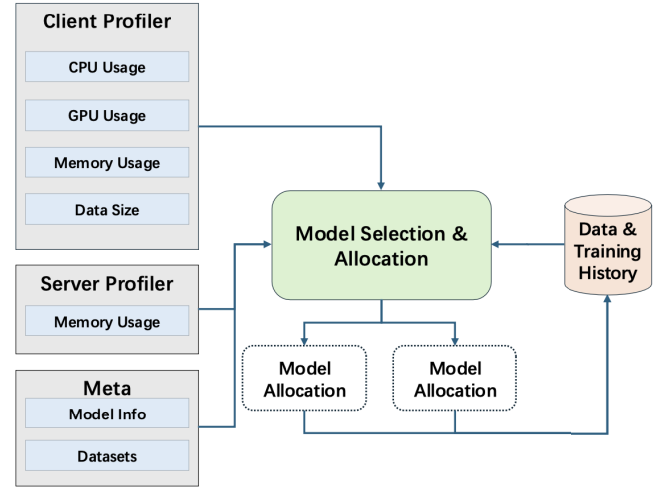 Client Profiler
CPU Usage
GPU Usage
Memory Usage
Data Size
Server Profiler
Memory Usage
Meta
Model Info
Datasets
Model Selection &
Allocation
Data &
Training
History
Model
Allocation
Model
Allocation